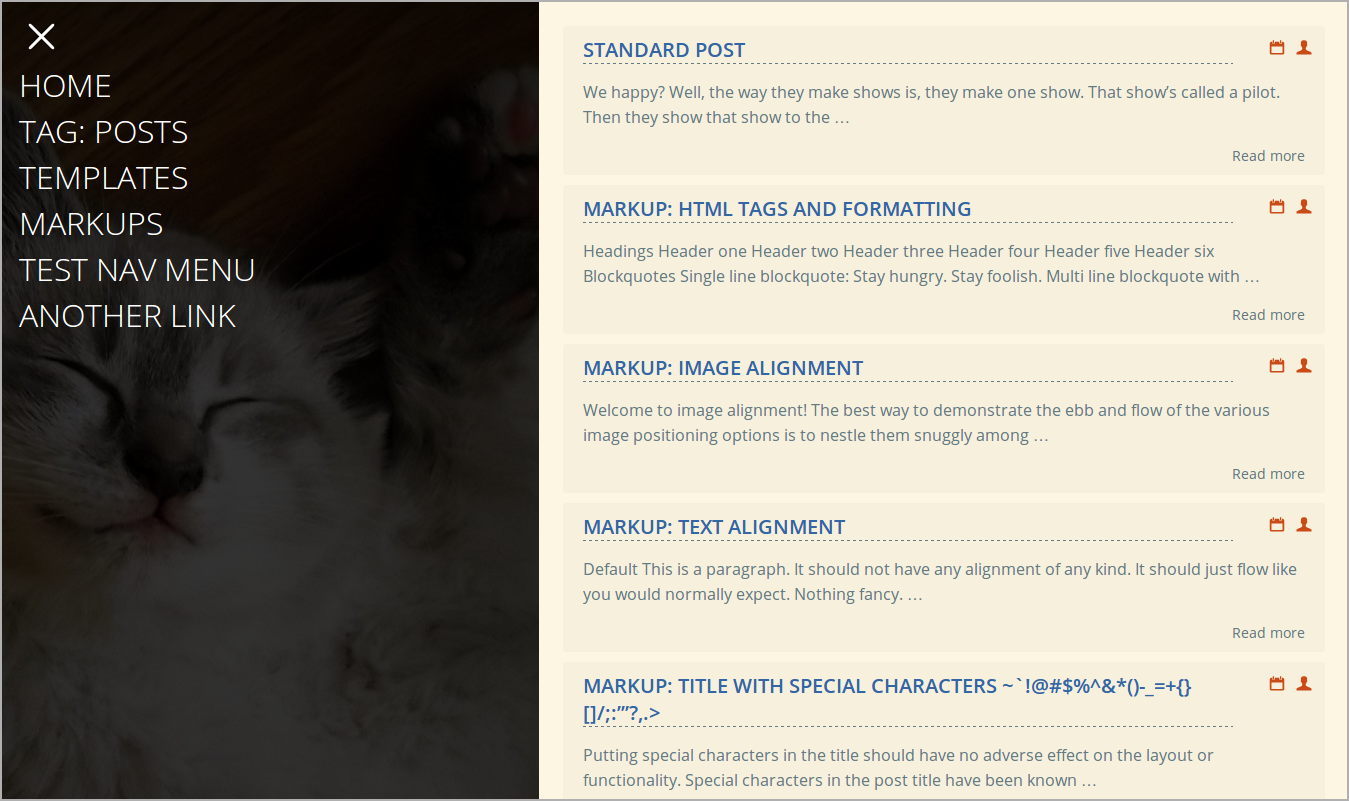 HOME
TAG: POSTS
TEMPLATES
MARKUPS
TEST NAV MENU
ANOTHER LINK
STANDARD POST
We happy? Well, the way they make shows is, they make one show. That show’s called a pilot.
Then they show that show to the …
Read more
MARKUP: HTML TAGS AND FORMATTING
Headings Header one Header two Header three Header four Header five Header six
Blockquotes Single line blockquote: Stay hungry. Stay foolish. Multi line blockquote with …
Read more
MARKUP: IMAGE ALIGNMENT
Welcome to image alignment! The best way to demonstrate the ebb and flow of the various
image positioning options is to nestle them snuggly among …
Read more
MARKUP: TEXT ALIGNMENT
Default This is a paragraph. It should not have any alignment of any kind. It should just flow like
you would normally expect. Nothing fancy. …
Read more
MARKUP: TITLE WITH SPECIAL CHARACTERS ~`!@#$%^&*()-_=+{}
[]/;:’”?,.>
Putting special characters in the title should have no adverse effect on the layout or
functionality. Special characters in the post title have been known …